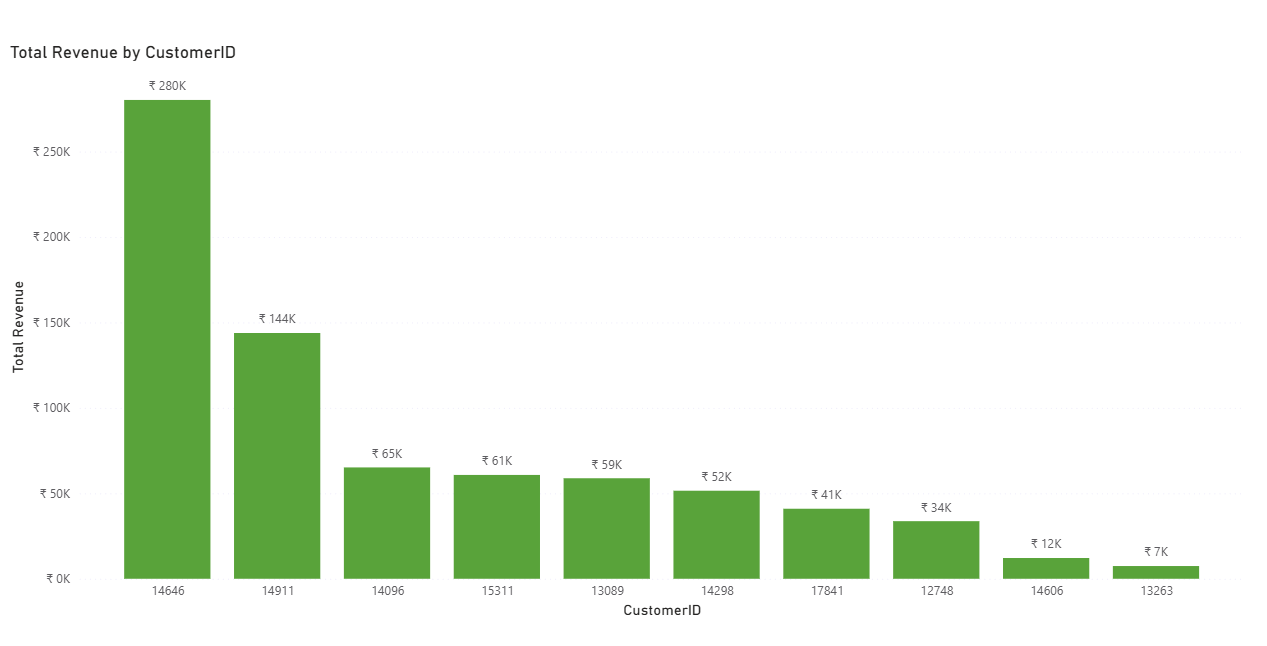 Total Revenue by CustomerID
₹ 280K
₹ 250K
₹ 200K
₹ 150K
₹ 144K
₹ 100K
₹ 65K
₹ 61K
₹ 59K
₹ 52K
₹ 50K
₹ 41K
₹ 34K
₹ 12K
₹ 7K
₹ 0K
Total Revenue
14646 14911 14096 15311 13089 14298 17841 12748 14606 13263
CustomerID